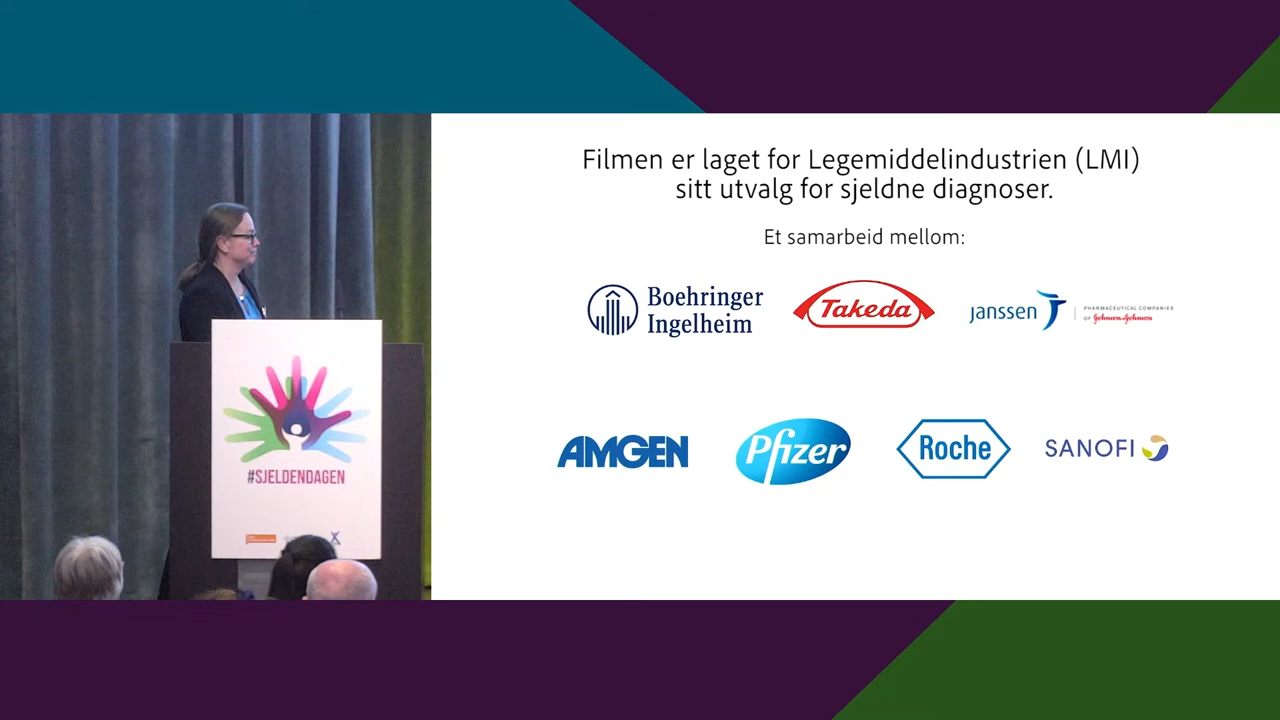 Filmen er laget for Legemiddelindustrien (LMI)
sitt utvalg for sjeldne diagnoser.
Et samarbeid mellom:
Boehringer
Ingelheim
Takeda
janssen
PHARMACEUTICAL COMPANIES
OF Johnson & Johnson
AMGEN
Pfizer
Roche
SANOFI
#SJELDENDAGEN